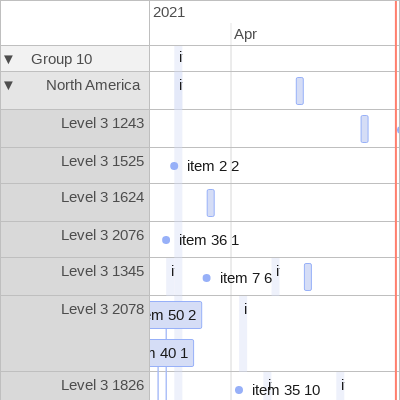 2021
Apr
▼ Group 10 i
▼ North America i
Level 3 1243
Level 3 1525 item 2 2
Level 3 1624
Level 3 2076 item 36 1
Level 3 1345 i item 7 6 i
Level 3 2078 i
50 2
40 1
Level 3 1826 item 35 10 i i